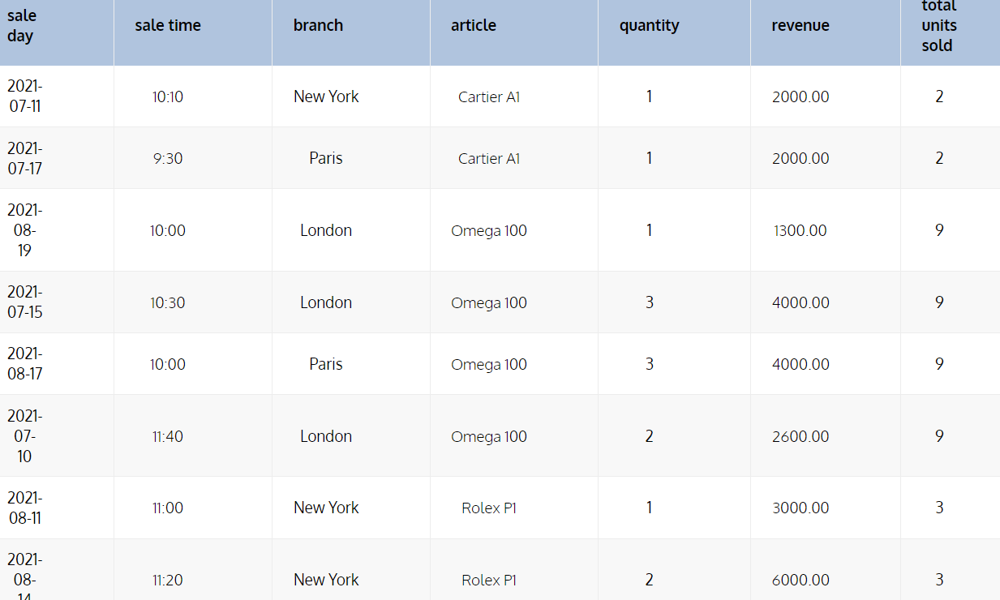 sale day	sale time	branch	article	quantity	revenue	total units sold
2021-07-11	10:10	New York	Cartier A1	1	2000.00	2
2021-07-17	9:30	Paris	Cartier A1	1	2000.00	2
2021-08-19	10:00	London	Omega 100	1	1300.00	9
2021-07-15	10:30	London	Omega 100	3	4000.00	9
2021-08-17	10:00	Paris	Omega 100	3	4000.00	9
2021-07-10	11:40	London	Omega 100	2	2600.00	9
2021-08-11	11:00	New York	Rolex P1	1	3000.00	3
2021-08-14	11:20	New York	Rolex P1	2	6000.00	3